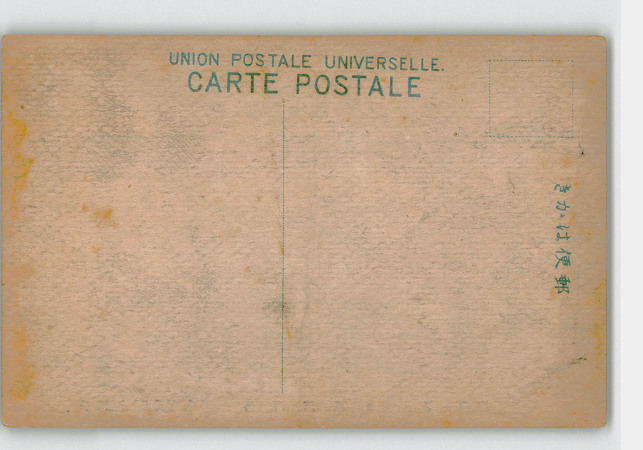 UNION POSTALE UNIVERSELLE.
CARTE POSTALE
きかは便郵